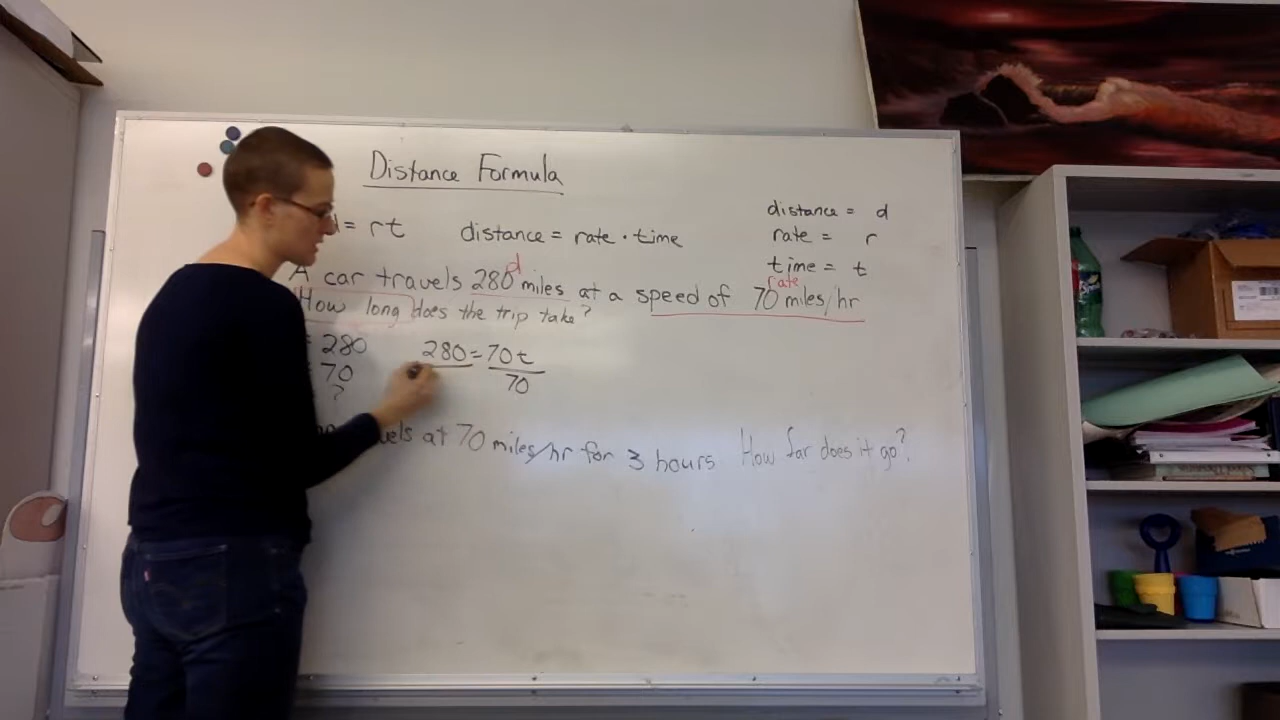 Distance Formula
distance = d
= rt distance = rate · time
rate = r
time = t
d rate
A car travels 280 miles at a speed of 70 miles/hr
How long does the trip take?
280 280 = 70t
70 70
?
at 70 miles/hr for 3 hours How far does it go?